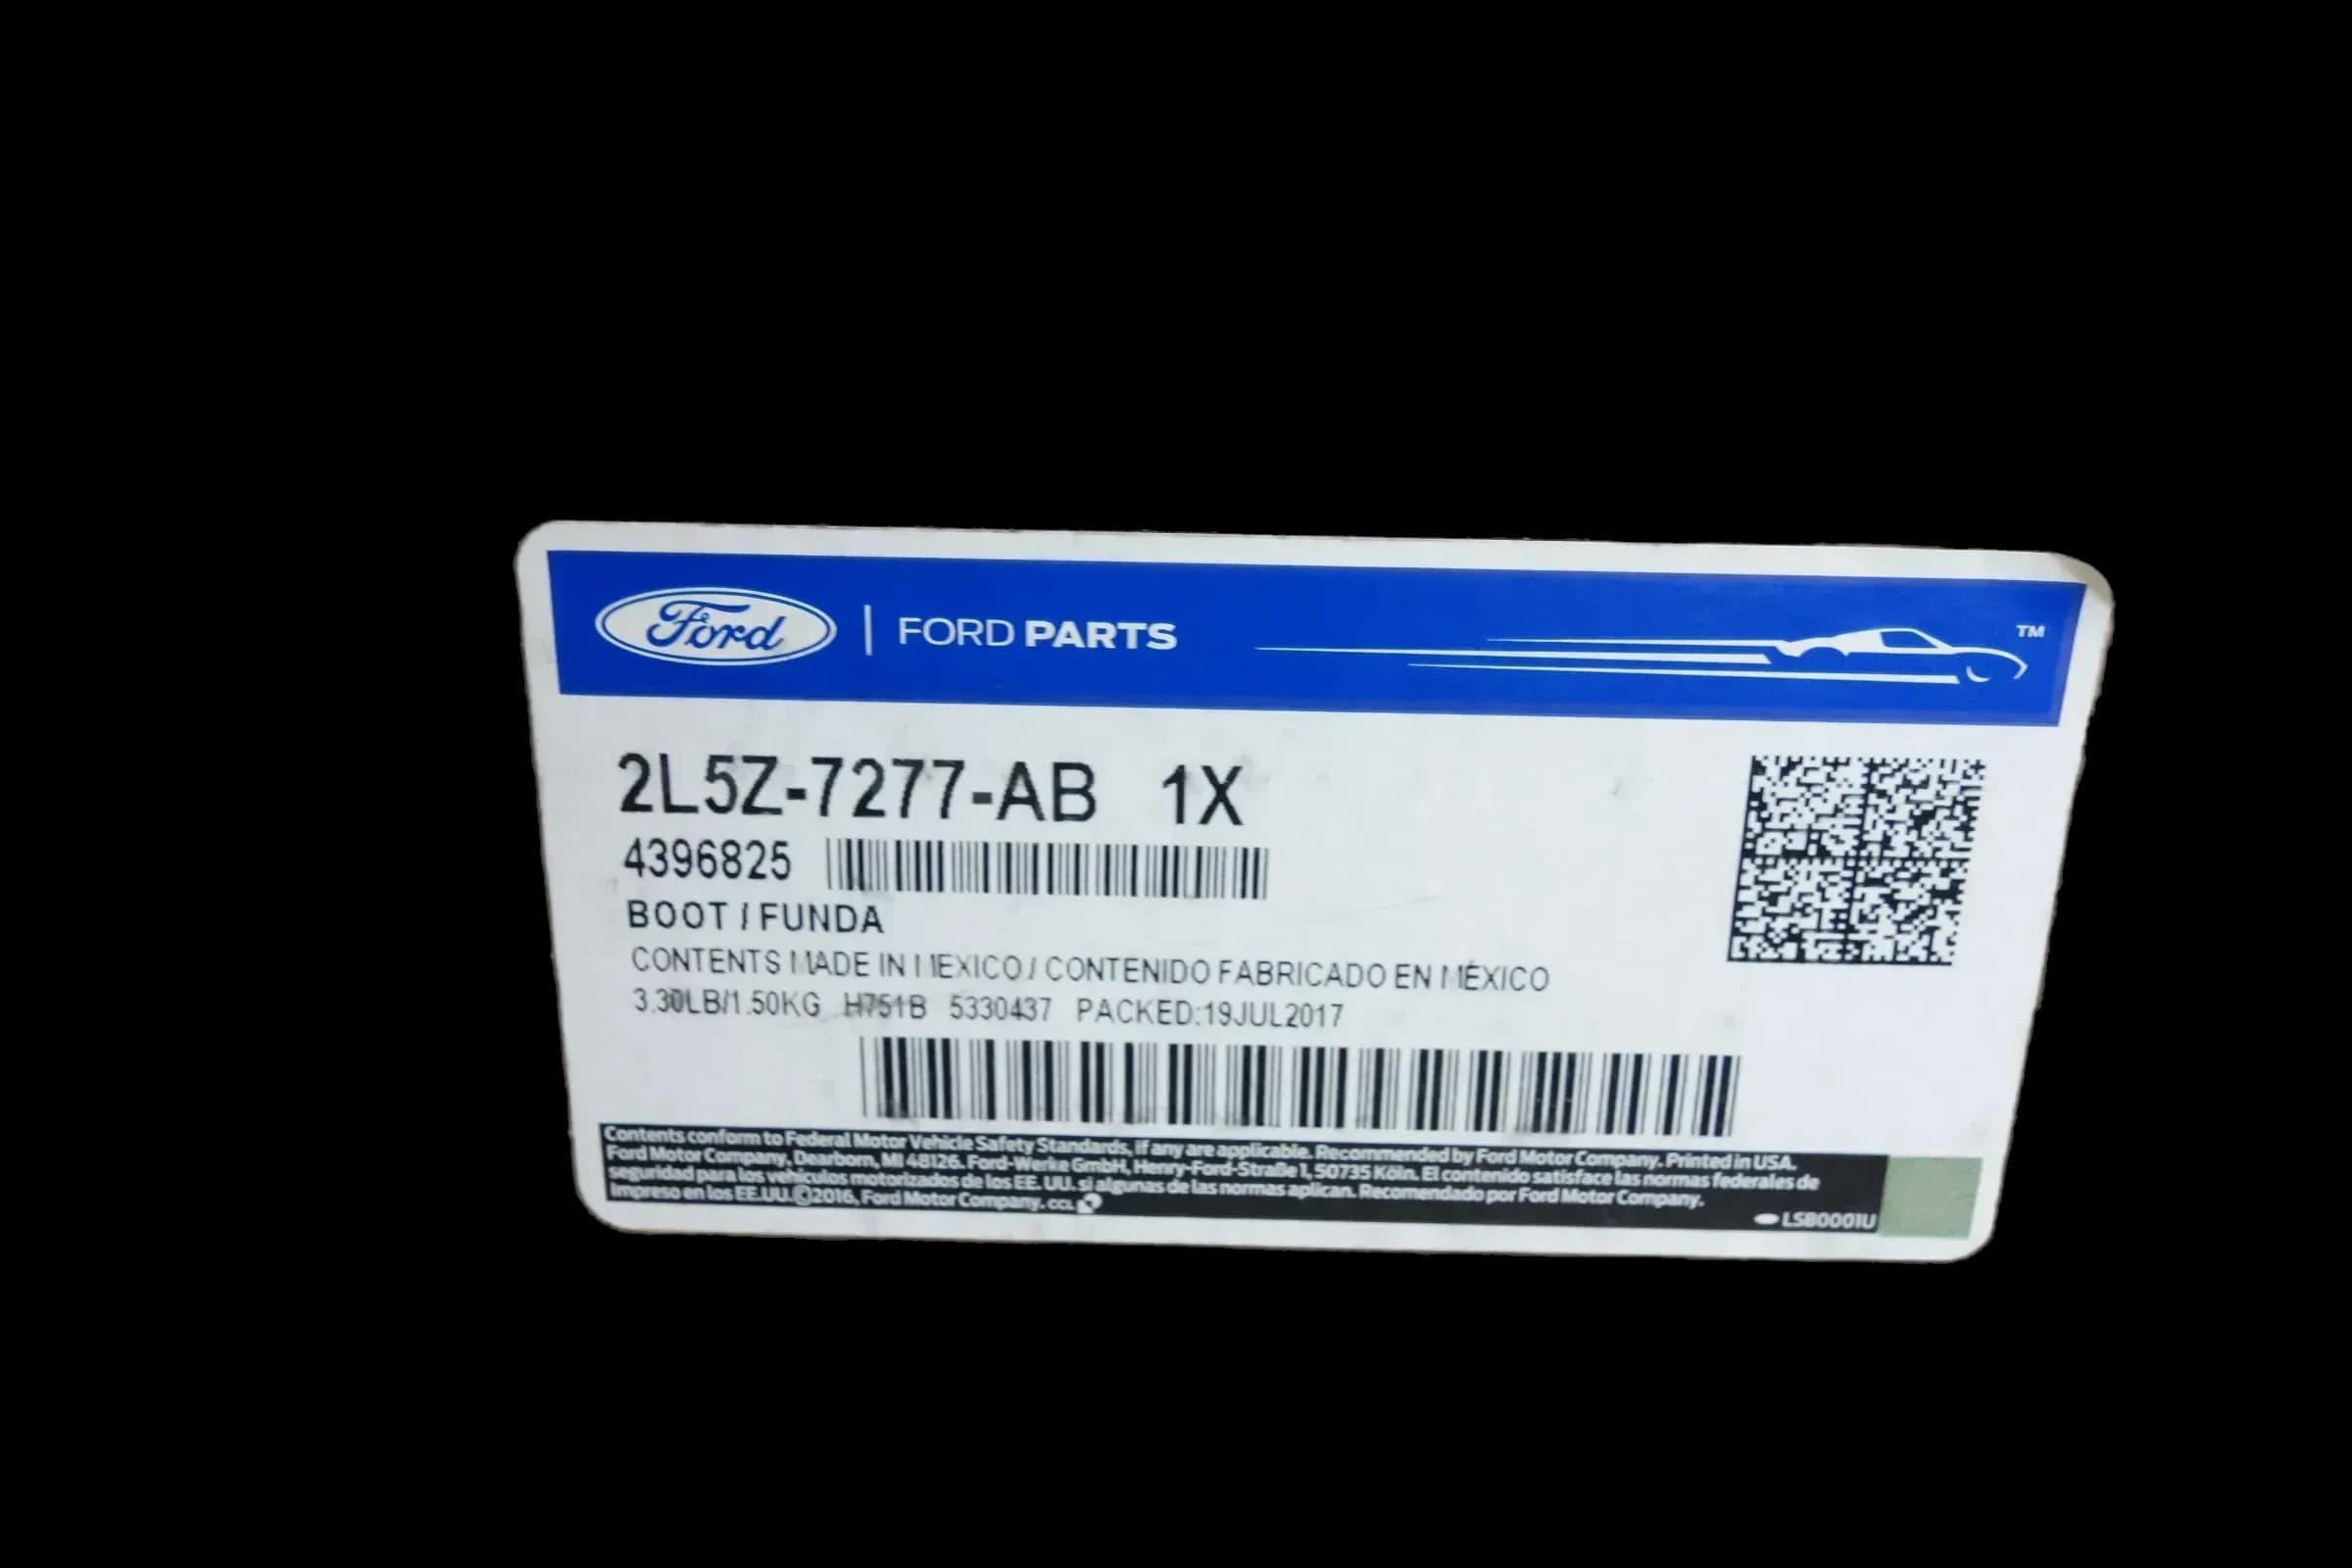 Ford | FORD PARTS ™
2L5Z-7277-AB 1X
4396825
BOOT / FUNDA
CONTENTS MADE IN MEXICO / CONTENIDO FABRICADO EN MÉXICO
3.30LB/1.50KG H751B 5330437 PACKED:19JUL2017
Contents conform to Federal Motor Vehicle Safety Standards, if any are applicable. Recommended by Ford Motor Company. Printed in USA.
Ford Motor Company, Dearborn, MI 48126. Ford-Werke GmbH, Henry-Ford-Straße 1, 50735 Köln. El contenido satisface las normas federales de
seguridad para los vehículos motorizados de los EE. UU. si algunas de las normas aplican. Recomendado por Ford Motor Company.
Impreso en los EE.UU. ©2016, Ford Motor Company. CCL
LSB0001U